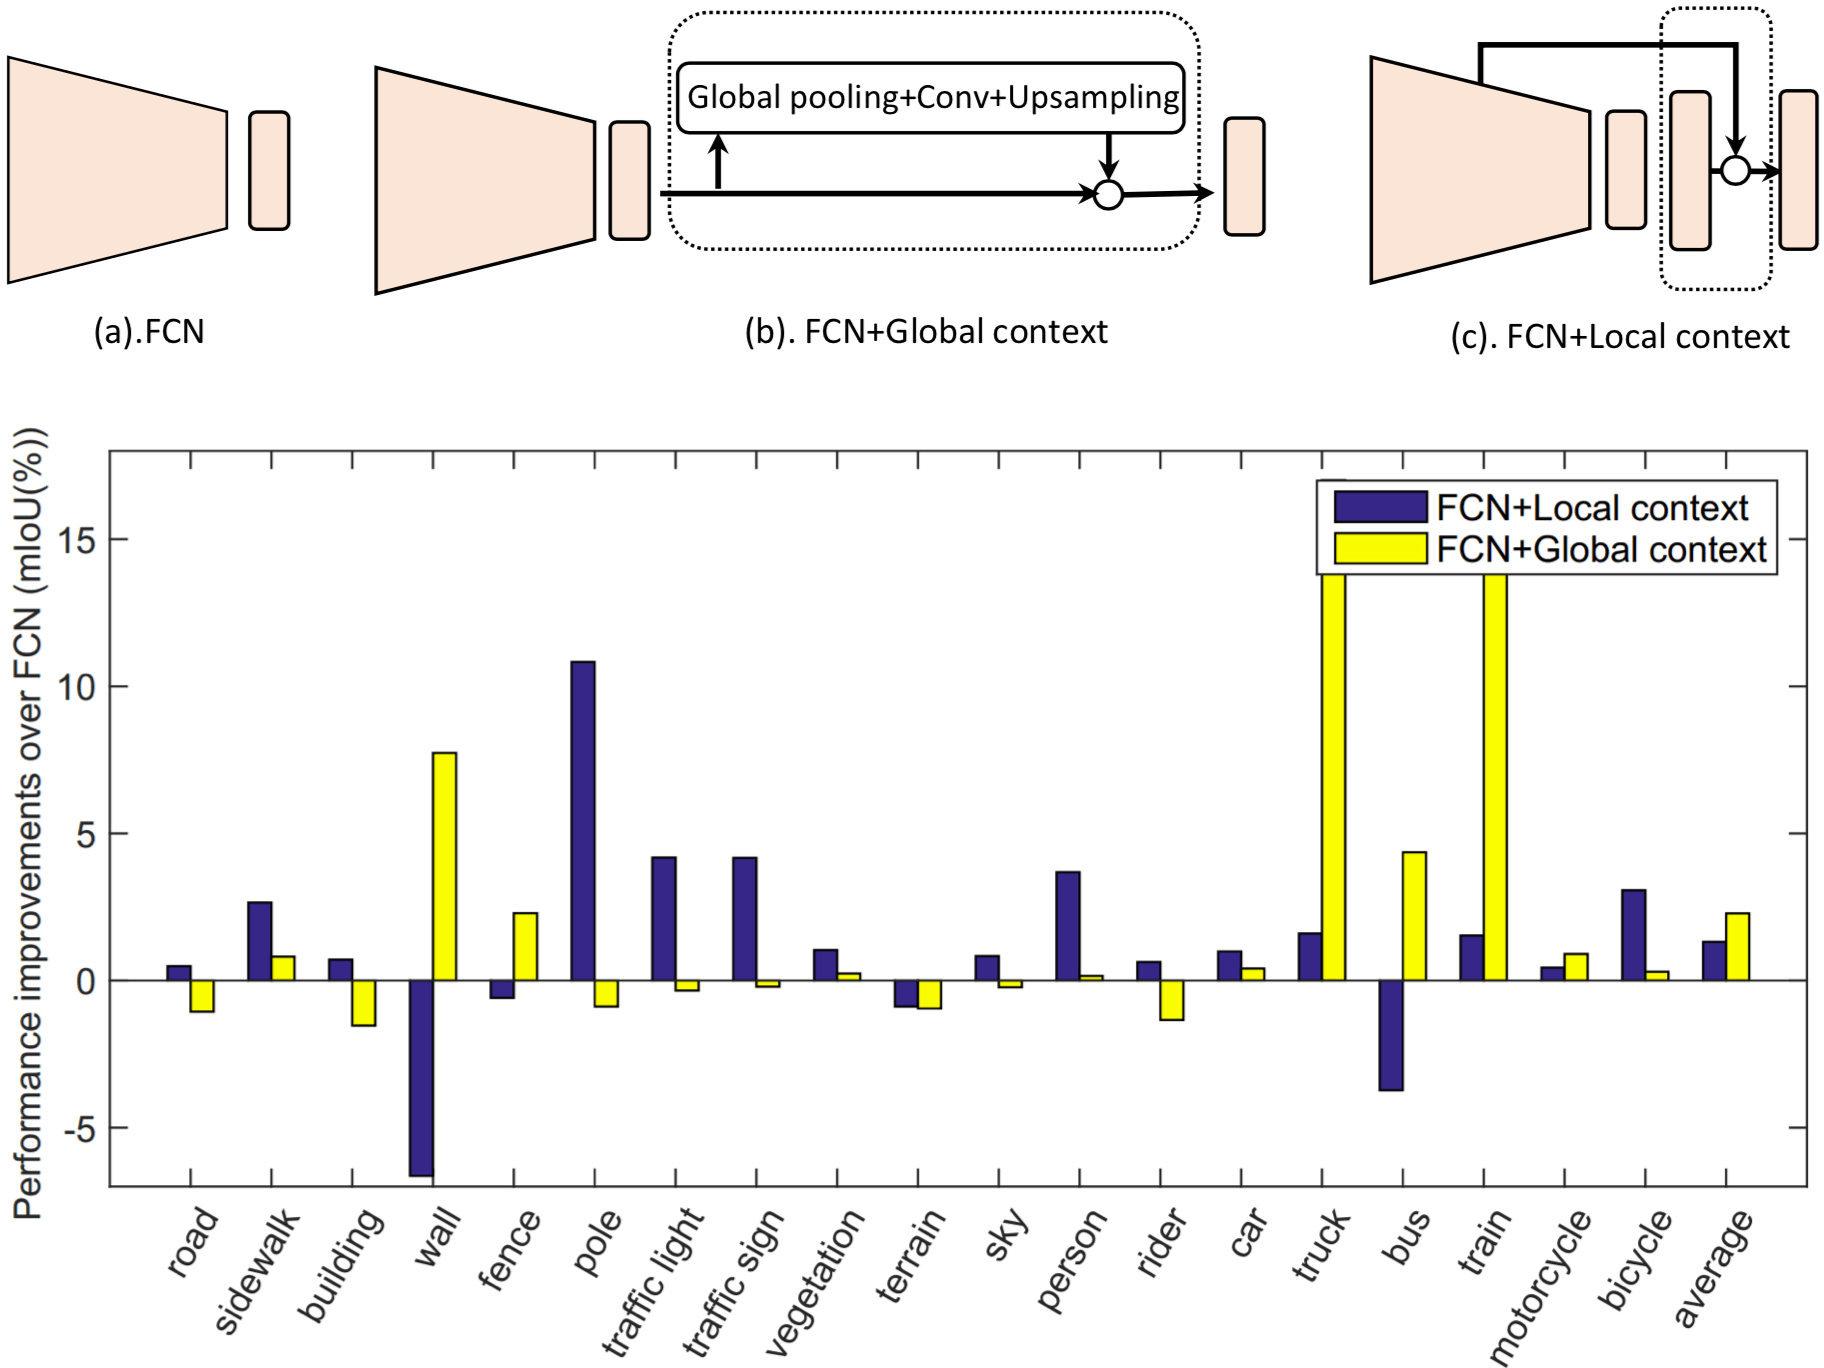 Global pooling+Conv+Upsampling
(a).FCN
(b). FCN+Global context
(c). FCN+Local context
Performance improvements over FCN (mIoU(%))
FCN+Local context
FCN+Global context
15
10
5
0
-5
road
sidewalk
building
wall
fence
pole
traffic light
traffic sign
vegetation
terrain
sky
person
rider
car
truck
bus
train
motorcycle
bicycle
average